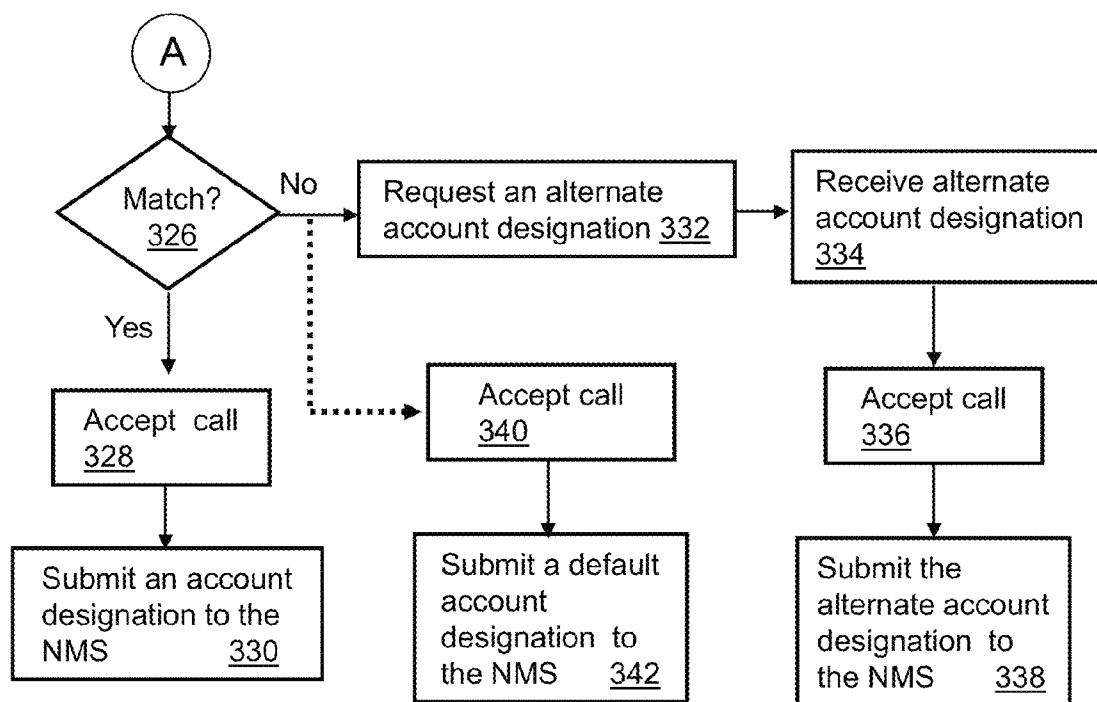 A
Match?
326
No
Yes
Request an alternate
account designation 332
Receive alternate
account designation
334
Accept call
328
Accept call
340
Accept call
336
Submit an account
designation to the
NMS 330
Submit a default
account
designation to
the NMS 342
Submit the
alternate account
designation to
the NMS 338